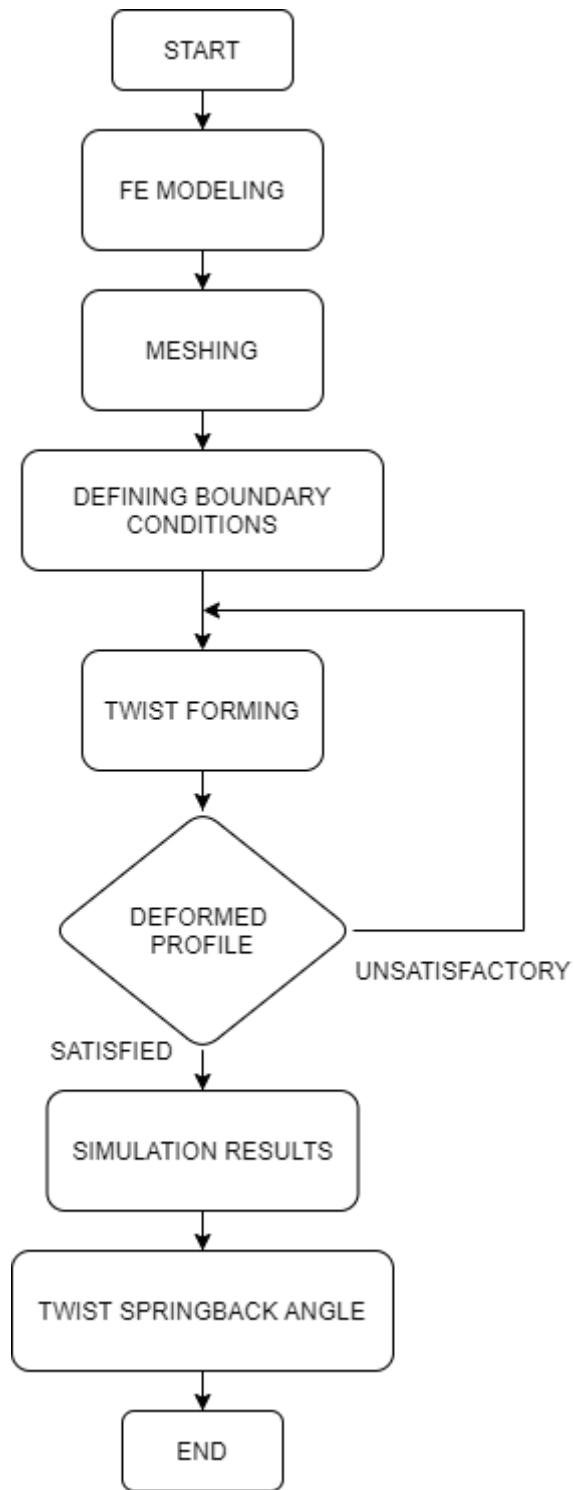 START
FE MODELING
MESHING
DEFINING BOUNDARY
CONDITIONS
TWIST FORMING
DEFORMED
PROFILE
UNSATISFACTORY
SATISFIED
SIMULATION RESULTS
TWIST SPRINGBACK ANGLE
END